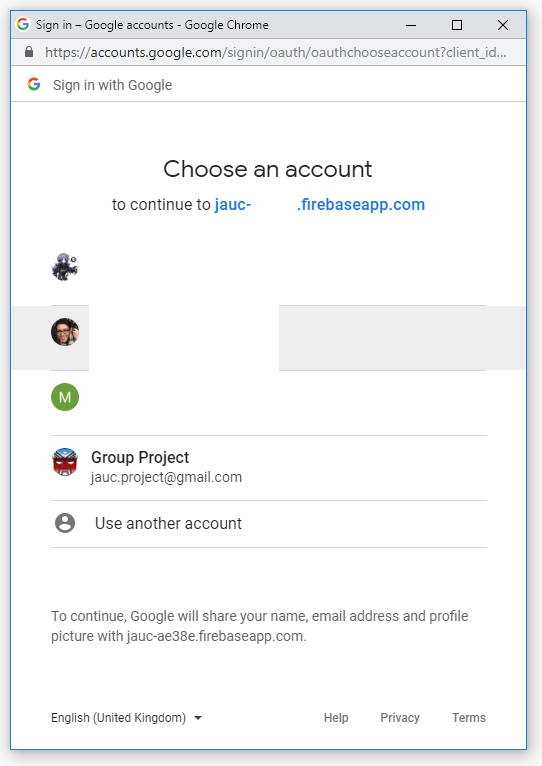 Sign in – Google accounts - Google Chrome
https://accounts.google.com/signin/oauth/oauthchooseaccount?client_id...
Sign in with Google
Choose an account
to continue to jauc- .firebaseapp.com
M
Group Project
jauc.project@gmail.com
Use another account
To continue, Google will share your name, email address and profile
picture with jauc-ae38e.firebaseapp.com.
English (United Kingdom)
Help Privacy Terms